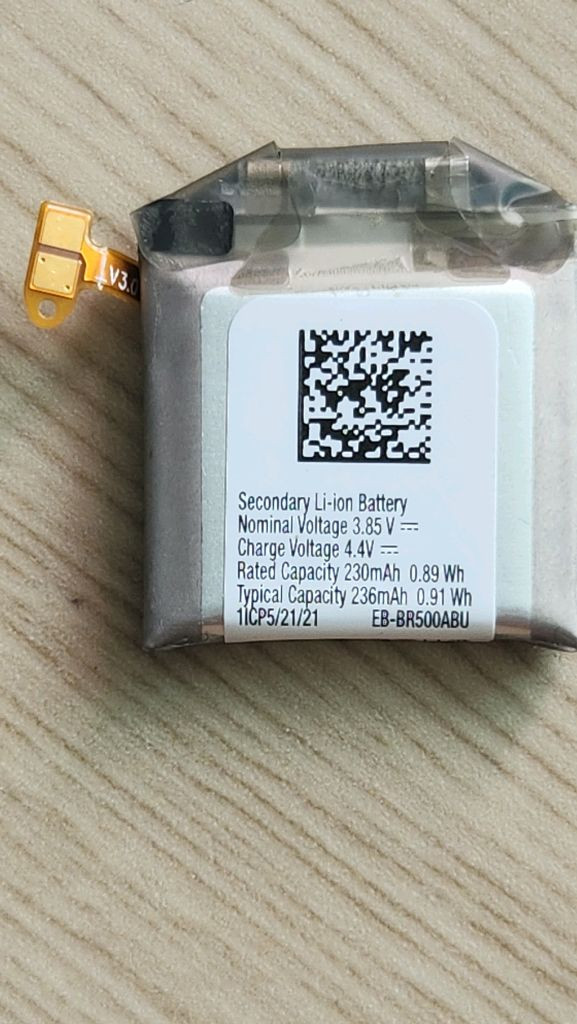 V3.0
Secondary Li-ion Battery
Nominal Voltage 3.85 V ⎓
Charge Voltage 4.4V ⎓
Rated Capacity 230mAh 0.89 Wh
Typical Capacity 236mAh 0.91 Wh
1ICP5/21/21 EB-BR500ABU